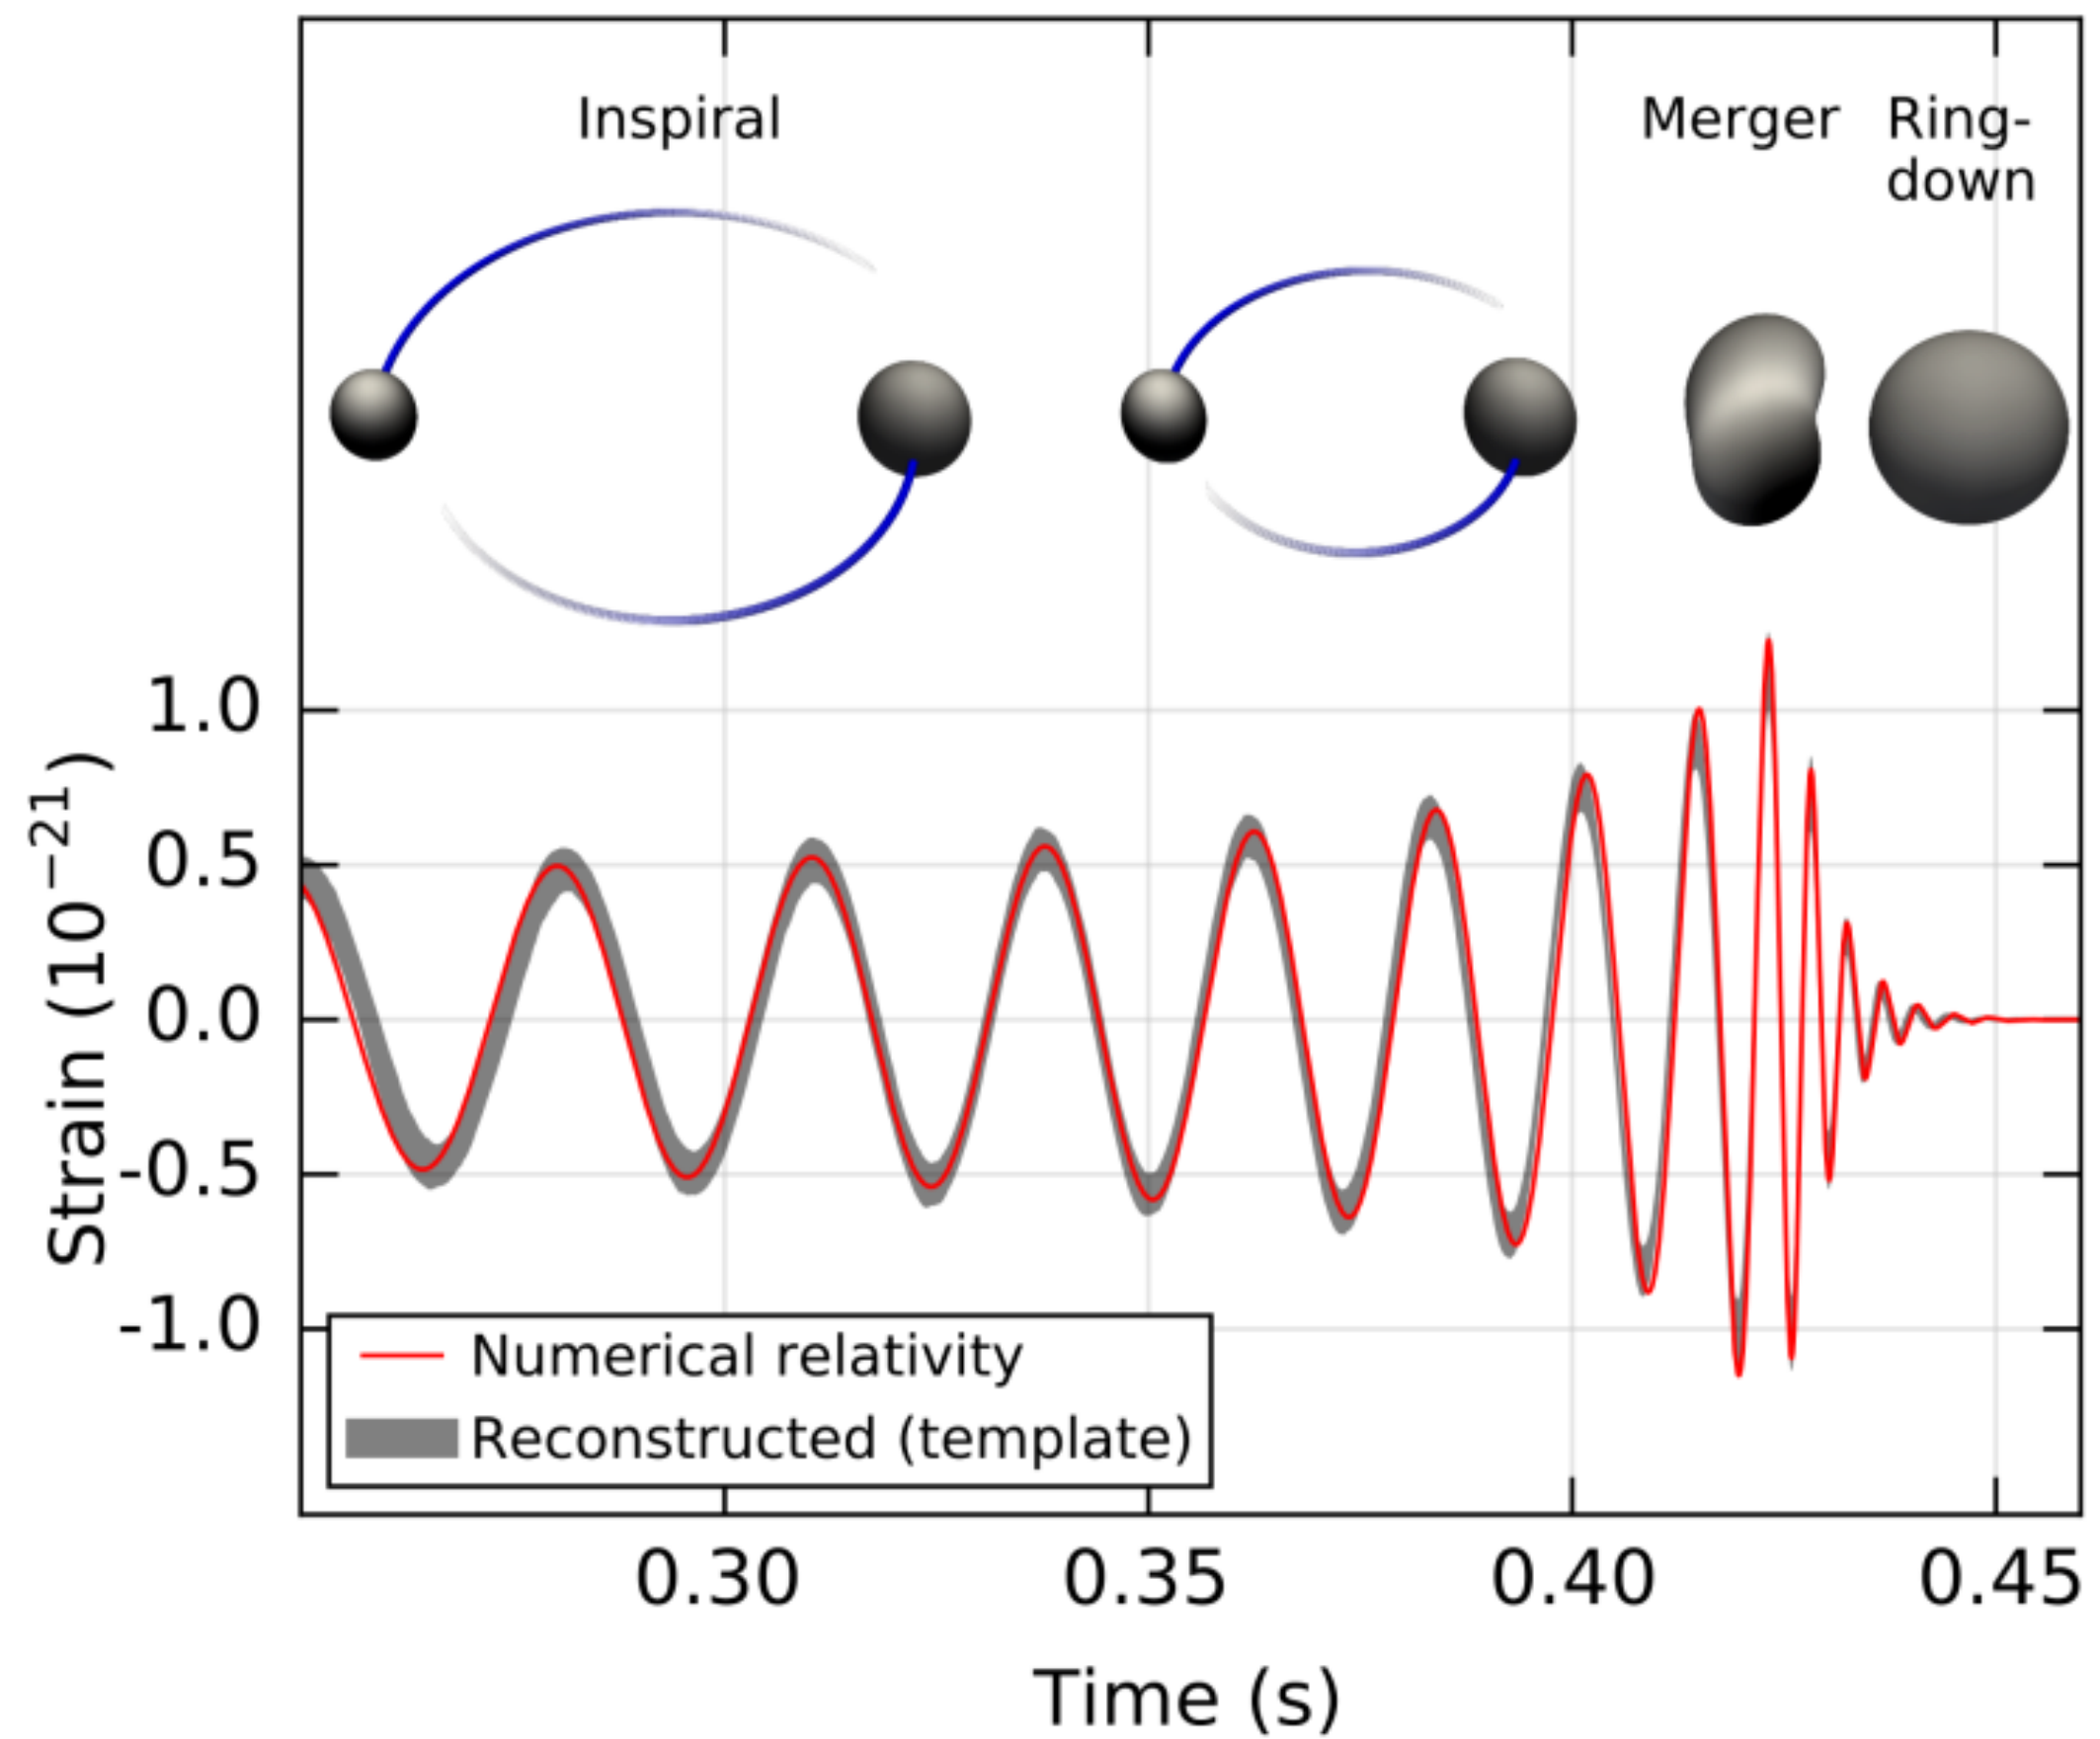 Inspiral
Merger
Ring-
down
1.0
0.5
0.0
-0.5
-1.0
Strain (10⁻²¹)
Numerical relativity
Reconstructed (template)
0.30 0.35 0.40 0.45
Time (s)